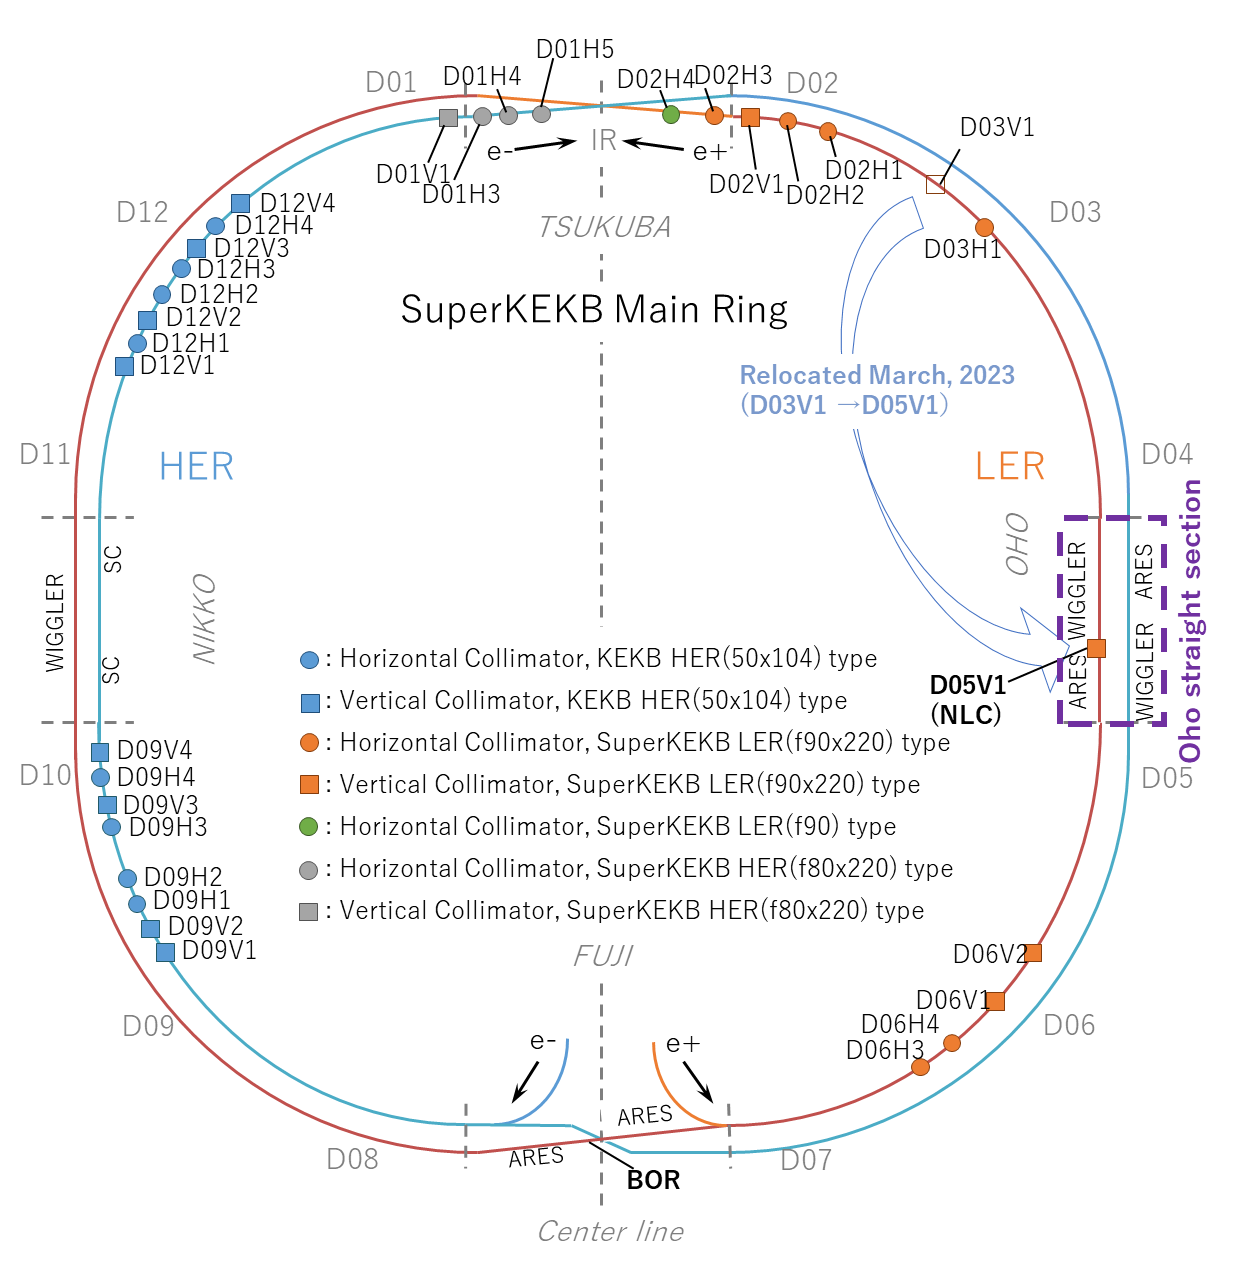 D01H5
D01
D01H4
D02H4
D02H3
D02
IR
e-
e+
D03V1
D01V1
D01H3
D02V1
D02H2
D02H1
D12
D12V4
D12H4
D12V3
D12H3
D12H2
D12V2
D12H1
D12V1
TSUKUBA
D03
D03H1
SuperKEKB Main Ring
Relocated March, 2023
(D03V1 →D05V1)
D11
HER
LER
D04
SC
WIGGLER
SC
NIKKO
OHO
WIGGLER
ARES
ARES
WIGGLER
Oho straight section
D05V1
(NLC)
: Horizontal Collimator, KEKB HER(50x104) type
: Vertical Collimator, KEKB HER(50x104) type
: Horizontal Collimator, SuperKEKB LER(f90x220) type
: Vertical Collimator, SuperKEKB LER(f90x220) type
: Horizontal Collimator, SuperKEKB LER(f90) type
: Horizontal Collimator, SuperKEKB HER(f80x220) type
: Vertical Collimator, SuperKEKB HER(f80x220) type
D10
D09V4
D09H4
D09V3
D09H3
D09H2
D09H1
D09V2
D09V1
D05
FUJI
D06V2
D06V1
D06H4
D06H3
D06
D09
e-
e+
ARES
ARES
D08
D07
BOR
Center line